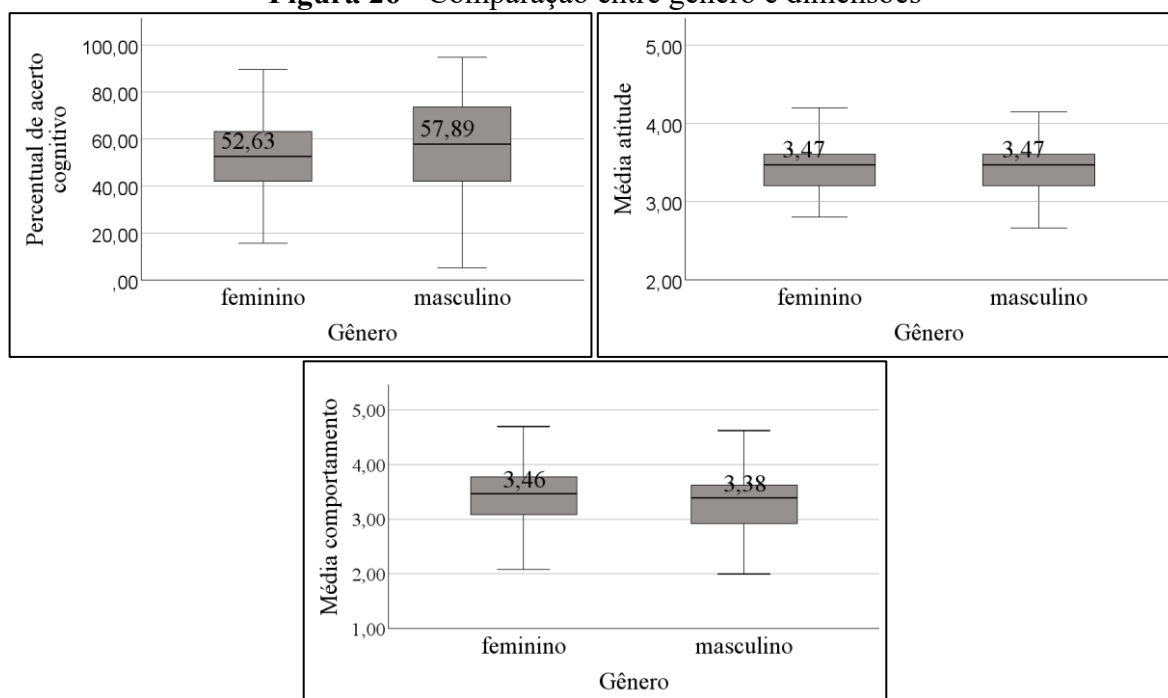 Figura 26 - Comparação entre gênero e dimensões
Percentual de acerto
cognitivo
100,00
80,00
60,00
40,00
20,00
,00
52,63
57,89
feminino
masculino
Gênero
Média atitude
5,00
4,00
3,00
2,00
3,47
3,47
feminino
masculino
Gênero
Média comportamento
5,00
4,00
3,00
2,00
1,00
3,46
3,38
feminino
masculino
Gênero